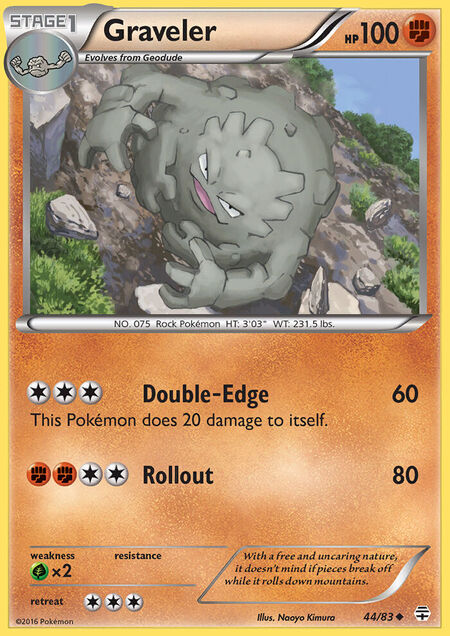 STAGE1
Graveler
HP100
Evolves from Geodude
NO. 075 Rock Pokémon HT: 3'03" WT: 231.5 lbs.
Double-Edge 60
This Pokémon does 20 damage to itself.
Rollout 80
weakness resistance
×2
With a free and uncaring nature,
it doesn't mind if pieces break off
while it rolls down mountains.
retreat
©2016 Pokémon
Illus. Naoyo Kimura
44/83